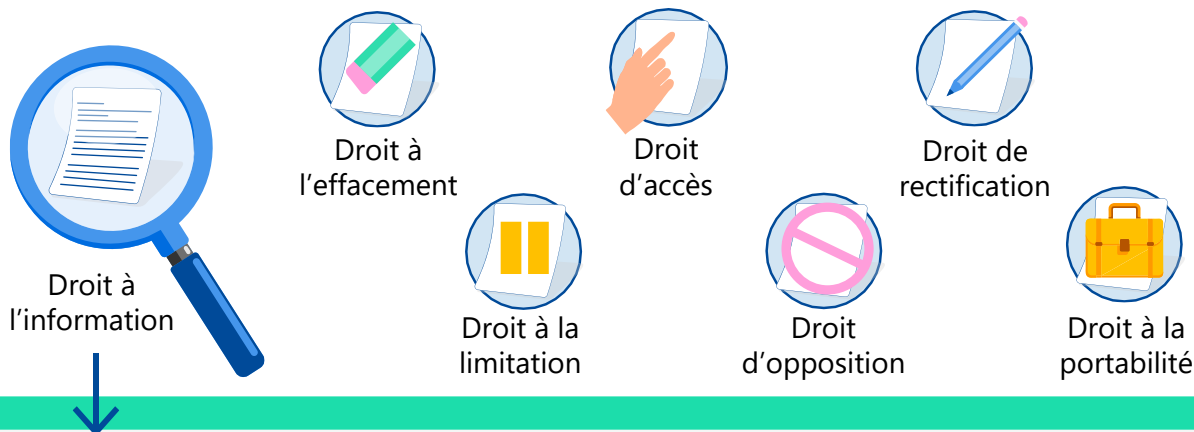 Droit à
l’information
Droit à
l’effacement
Droit
d’accès
Droit de
rectification
Droit à la
limitation
Droit
d’opposition
Droit à la
portabilité